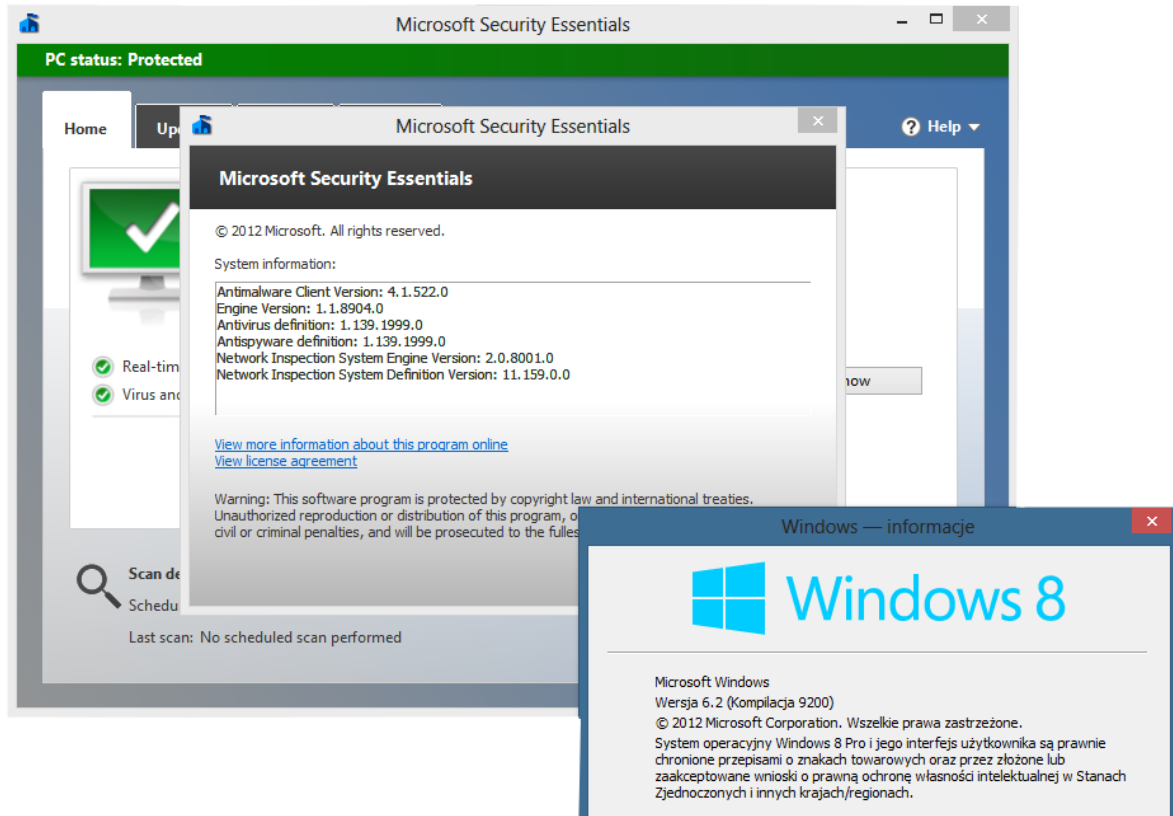 Microsoft Security Essentials
PC status: Protected
Home
Help
Microsoft Security Essentials
Microsoft Security Essentials
© 2012 Microsoft. All rights reserved.
System information:
Antimalware Client Version: 4.1.522.0
Engine Version: 1.1.8904.0
Antivirus definition: 1.139.1999.0
Antispyware definition: 1.139.1999.0
Network Inspection System Engine Version: 2.0.8001.0
Network Inspection System Definition Version: 11.159.0.0
View more information about this program online
View license agreement
Warning: This software program is protected by copyright law and international treaties.
Unauthorized reproduction or distribution of this program, o
civil or criminal penalties, and will be prosecuted to the fulles
Real-tim
Virus and
now
Scan de
Schedu
Last scan: No scheduled scan performed
Windows — informacje
Windows 8
Microsoft Windows
Wersja 6.2 (Kompilacja 9200)
© 2012 Microsoft Corporation. Wszelkie prawa zastrzeżone.
System operacyjny Windows 8 Pro i jego interfejs użytkownika są prawnie
chronione przepisami o znakach towarowych oraz przez złożone lub
zaakceptowane wnioski o prawną ochronę własności intelektualnej w Stanach
Zjednoczonych i innych krajach/regionach.